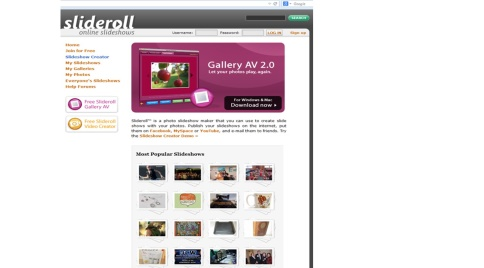 Google
slideroll
online slideshows
Username: Password: LOG IN Sign up
Home
Join for Free
Slideshow Creator
My Slideshows
My Galleries
My Photos
Everyone's Slideshows
Help Forums
Free Slideroll
Gallery AV
Free Slideroll
Video Creator
Gallery AV 2.0
Let your photos play, again.
For Windows & Mac
Download now »
Slideroll™ is a photo slideshow maker that you can use to create slide
shows with your photos. Publish your slideshows on the internet, put
them on Facebook, MySpace or YouTube, and e-mail them to friends. Try
the Slideshow Creator Demo »
Most Popular Slideshows